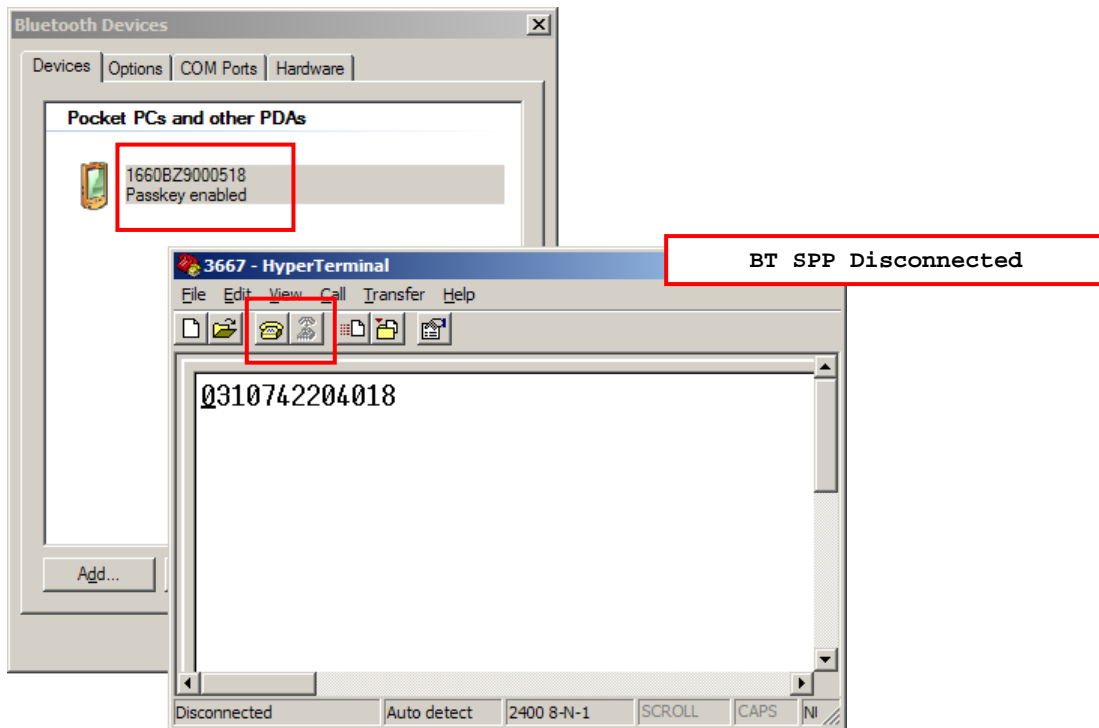 Bluetooth Devices
Devices Options COM Ports Hardware
Pocket PCs and other PDAs
1660BZ9000518
Passkey enabled
BT SPP Disconnected
3667 - HyperTerminal
File Edit View Call Transfer Help
0310742204018
Add...
Disconnected Auto detect 2400 8-N-1 SCROLL CAPS